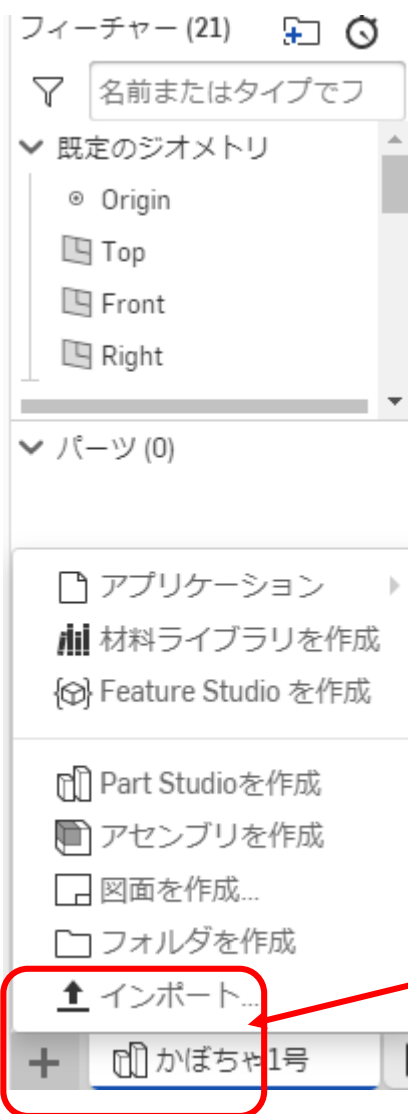 フィーチャー (21)
名前またはタイプでフ
既定のジオメトリ
Origin
Top
Front
Right
パーツ (0)
アプリケーション
材料ライブラリを作成
Feature Studio を作成
Part Studioを作成
アセンブリを作成
図面を作成...
フォルダを作成
インポート...
かぼちゃ1号